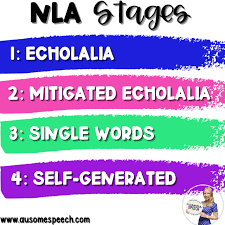 NLA Stages
1: ECHOLALIA
2: MITIGATED ECHOLALIA
3: SINGLE WORDS
4: SELF-GENERATED
www.ausomespeech.com